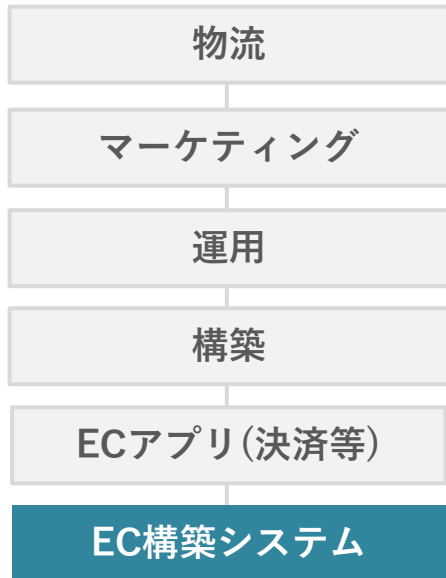 物流
マーケティング
運用
構築
ECアプリ(決済等)
EC構築システム